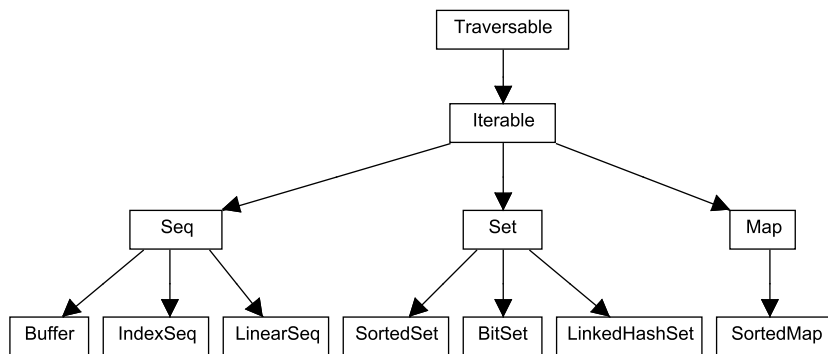 Traversable
Iterable
Seq
Set
Map
Buffer
IndexSeq
LinearSeq
SortedSet
BitSet
LinkedHashSet
SortedMap